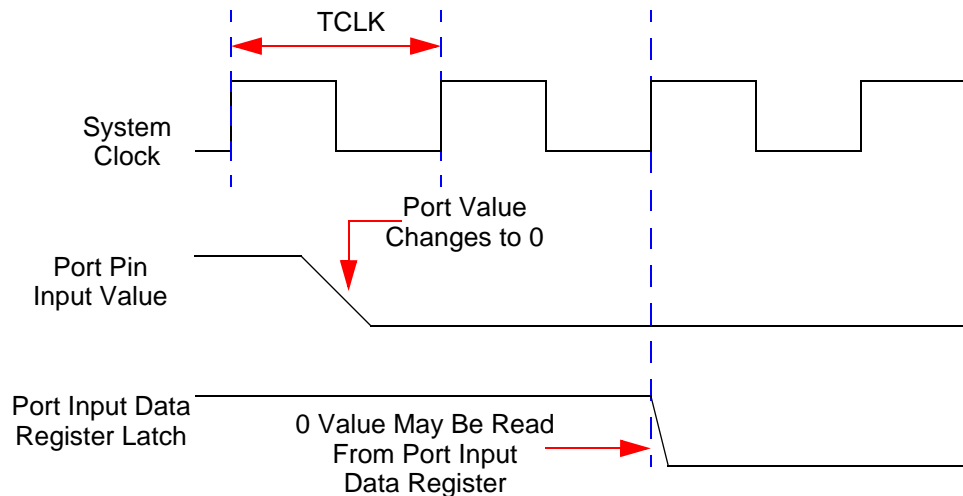 TCLK
System
Clock
Port Value
Changes to 0
Port Pin
Input Value
Port Input Data
Register Latch
0 Value May Be Read
From Port Input
Data Register